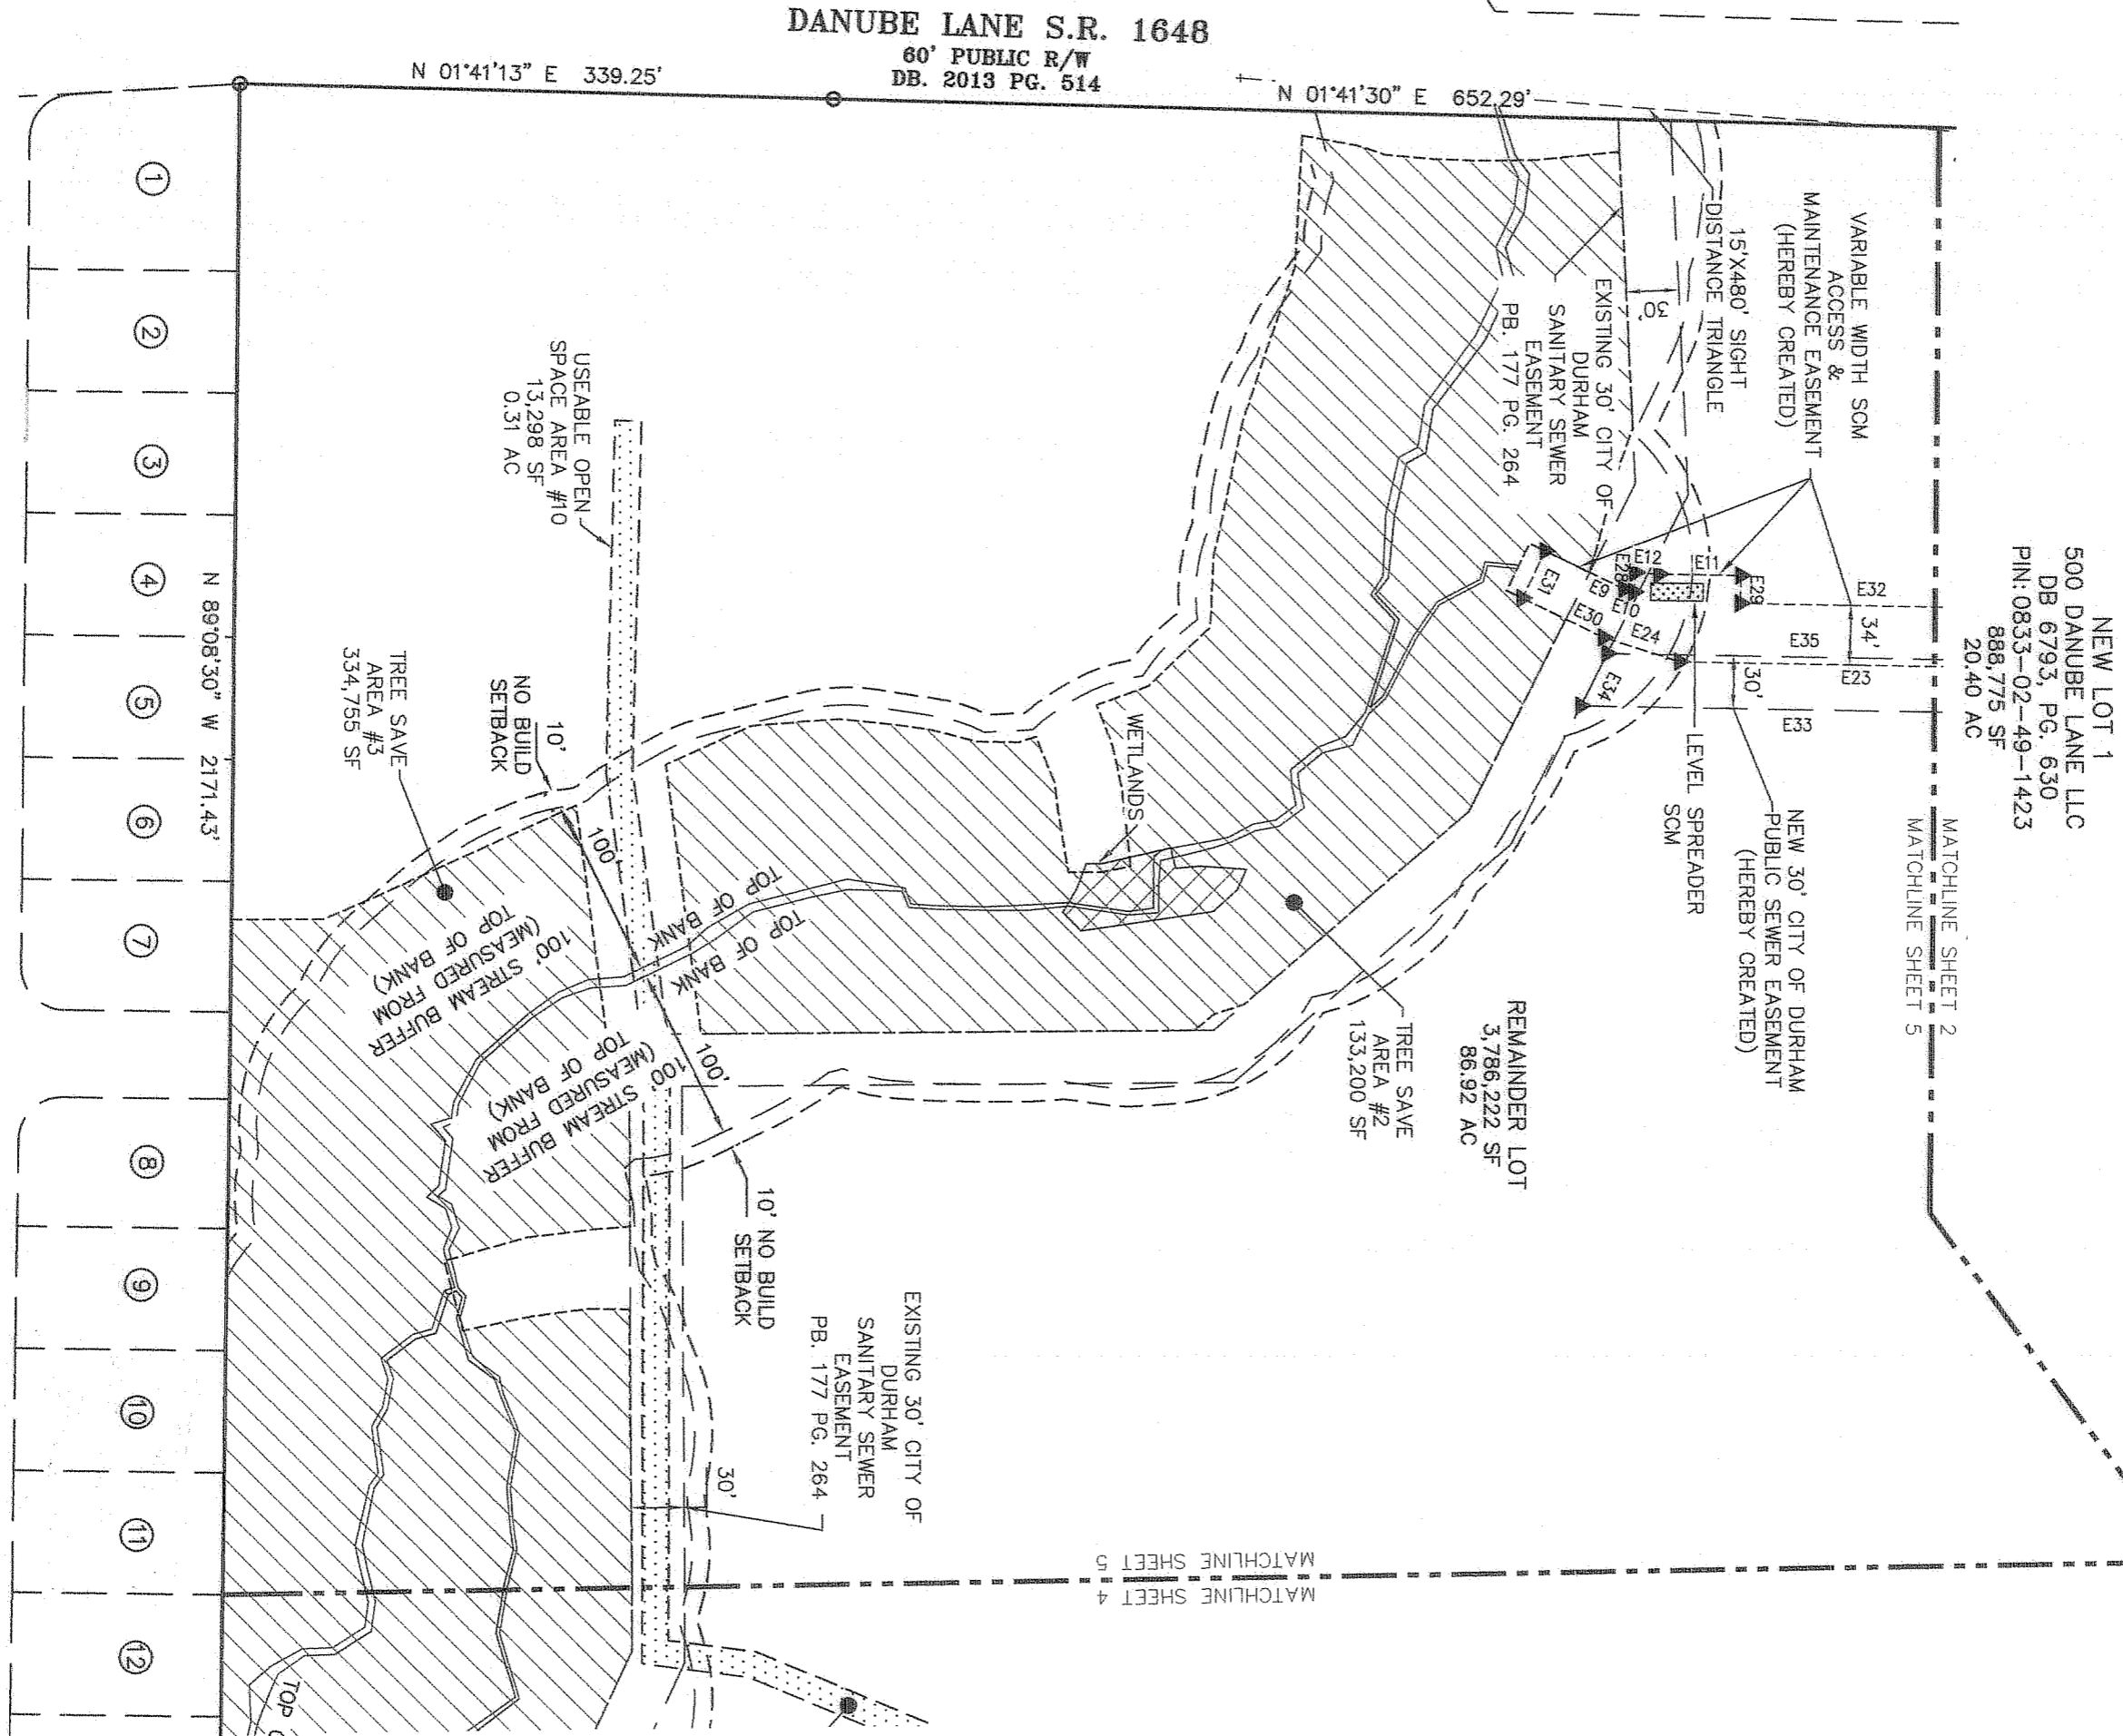 DANUBE LANE S.R. 1648
60' PUBLIC R/W
DB. 2013 PG. 514
N 01°41'13" E 339.25'
N 01°41'30" E 652.29'
NEW LOT 1
500 DANUBE LANE LLC
DB 6793, PG. 630
PIN:0833-02-49-1423
888,775 SF
20.40 AC
MATCHLINE SHEET 2
MATCHLINE SHEET 5
VARIABLE WIDTH SCM
ACCESS &
MAINTENANCE EASEMENT
(HEREBY CREATED)
15'X480' SIGHT
DISTANCE TRIANGLE
30'
EXISTING 30' CITY OF
DURHAM
SANITARY SEWER
EASEMENT
PB. 177 PG. 264
E12
E11
E29
E32
E28
E9
E10
E31
E30
E24
E35
34'
E23
E34
30'
E33
LEVEL SPREADER
SCM
NEW 30' CITY OF DURHAM
PUBLIC SEWER EASEMENT
(HEREBY CREATED)
USEABLE OPEN
SPACE AREA #10
13,298 SF
0.31 AC
WETLANDS
10'
NO BUILD
SETBACK
TREE SAVE
AREA #3
334,755 SF
N 89°08'30" W 2171.43'
100'
TOP OF BANK
TOP OF BANK
100' STREAM BUFFER
(MEASURED FROM
TOP OF BANK)
100' STREAM BUFFER
(MEASURED FROM
TOP OF BANK)
100'
TREE SAVE
AREA #2
133,200 SF
REMAINDER LOT
3,786,222 SF
86.92 AC
10' NO BUILD
SETBACK
EXISTING 30' CITY OF
DURHAM
SANITARY SEWER
EASEMENT
PB. 177 PG. 264
30'
MATCHLINE SHEET 5
MATCHLINE SHEET 4
TOP
1
2
3
4
5
6
7
8
9
10
11
12